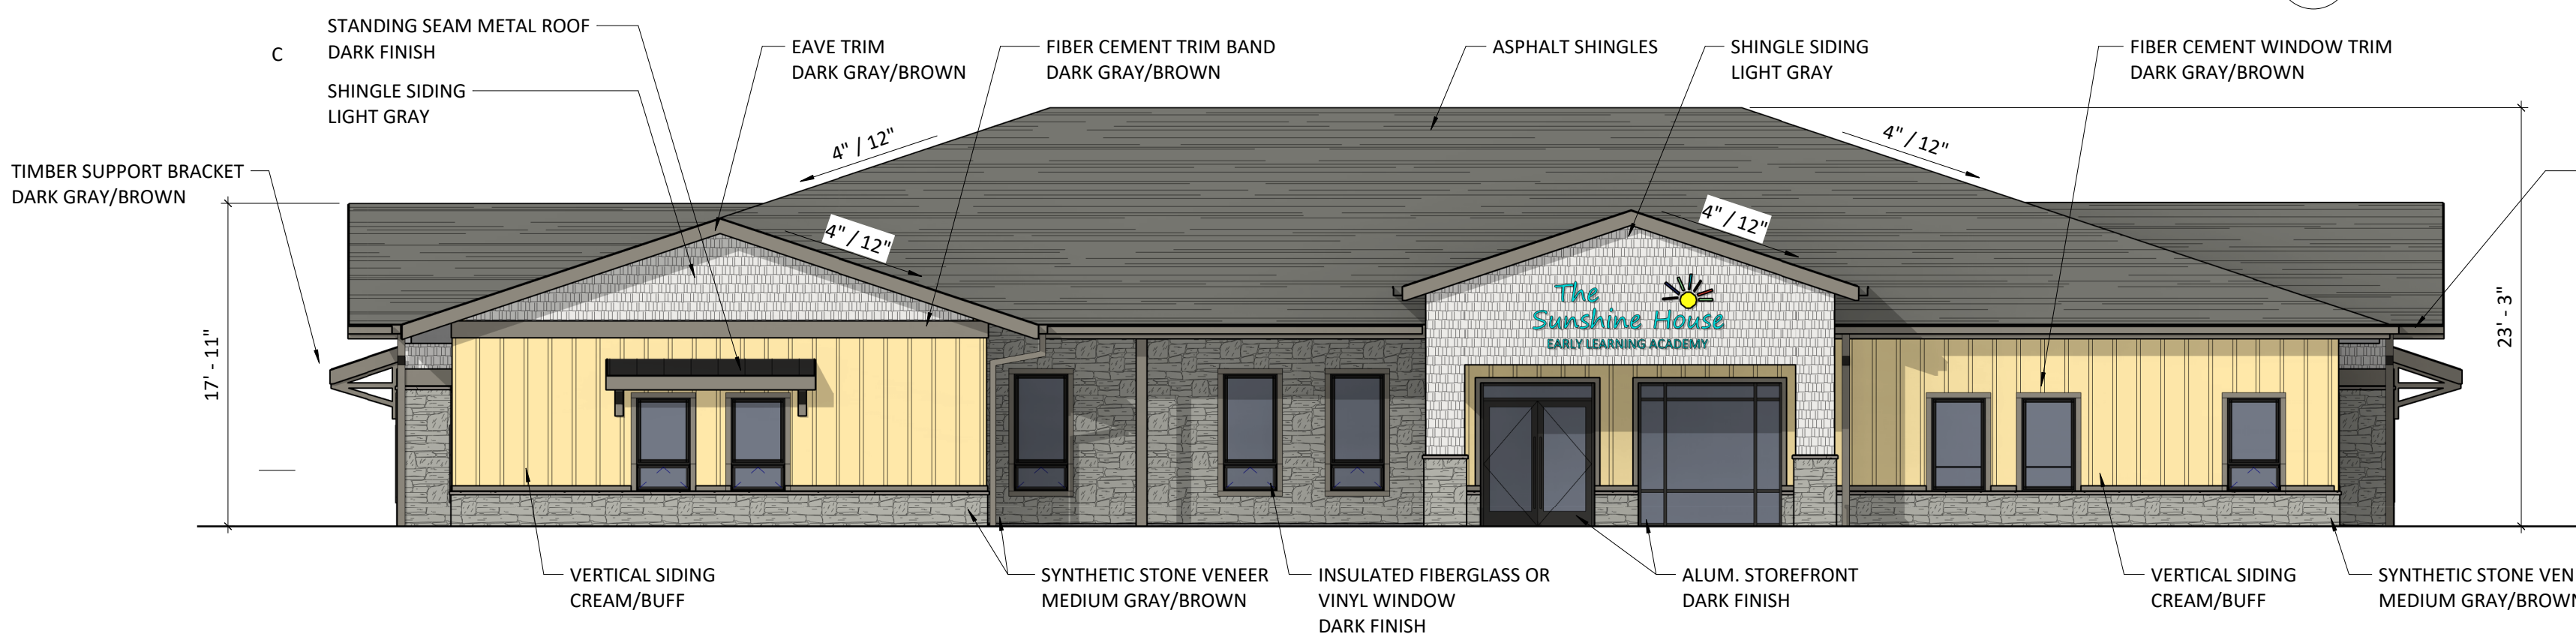 STANDING SEAM METAL ROOF
DARK FINISH
C
SHINGLE SIDING
LIGHT GRAY
EAVE TRIM
DARK GRAY/BROWN
FIBER CEMENT TRIM BAND
DARK GRAY/BROWN
ASPHALT SHINGLES
SHINGLE SIDING
LIGHT GRAY
FIBER CEMENT WINDOW TRIM
DARK GRAY/BROWN
TIMBER SUPPORT BRACKET
DARK GRAY/BROWN
4" / 12"
4" / 12"
4" / 12"
4" / 12"
17' - 11"
23' - 3"
The
Sunshine House
EARLY LEARNING ACADEMY
VERTICAL SIDING
CREAM/BUFF
SYNTHETIC STONE VENEER
MEDIUM GRAY/BROWN
INSULATED FIBERGLASS OR
VINYL WINDOW
DARK FINISH
ALUM. STOREFRONT
DARK FINISH
VERTICAL SIDING
CREAM/BUFF
SYNTHETIC STONE VEN
MEDIUM GRAY/BROWN